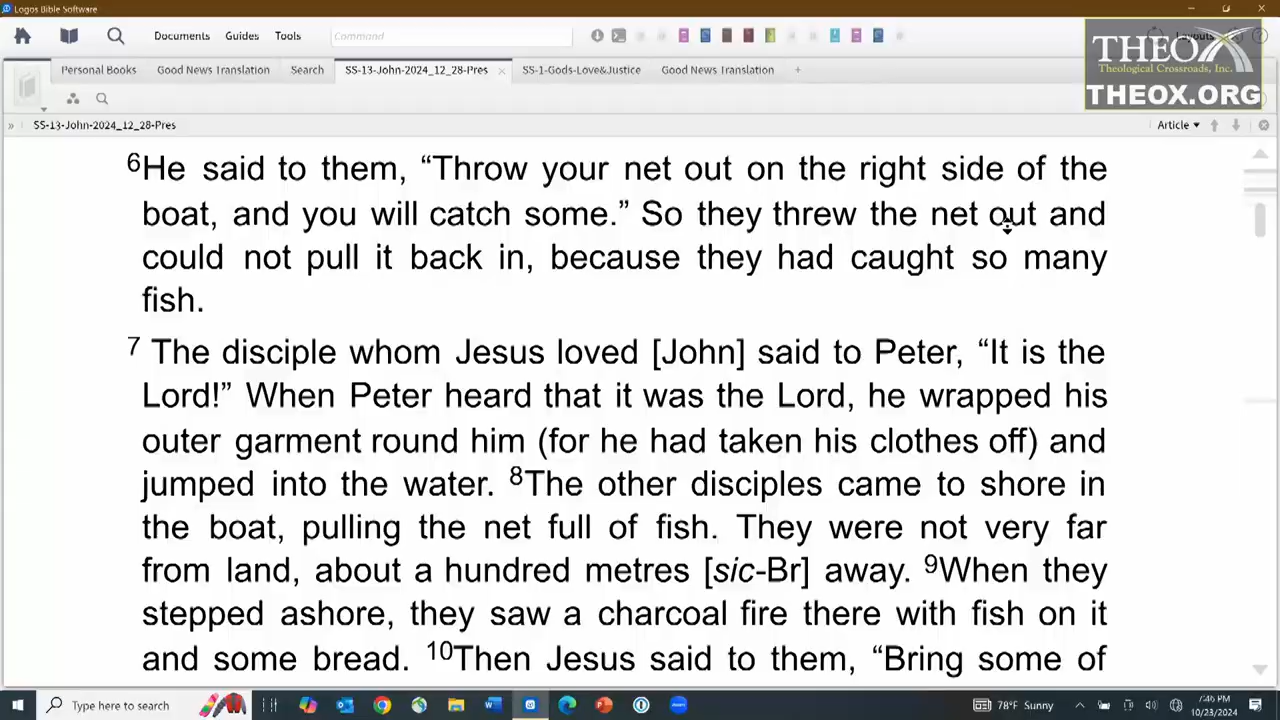 Logos Bible Software
Documents Guides Tools Command Layouts
THEOX
Theological Crossroads, Inc.
THEOX.ORG
Personal Books Good News Translation Search SS-13-John-2024_12_28-Pres SS-1-Gods-Love&Justice Good News Translation
SS-13-John-2024_12_28-Pres Article
6He said to them, “Throw your net out on the right side of the
boat, and you will catch some.” So they threw the net out and
could not pull it back in, because they had caught so many
fish.
7 The disciple whom Jesus loved [John] said to Peter, “It is the
Lord!” When Peter heard that it was the Lord, he wrapped his
outer garment round him (for he had taken his clothes off) and
jumped into the water. 8The other disciples came to shore in
the boat, pulling the net full of fish. They were not very far
from land, about a hundred metres [sic-Br] away. 9When they
stepped ashore, they saw a charcoal fire there with fish on it
and some bread. 10Then Jesus said to them, “Bring some of
Type here to search 78°F Sunny 7:46 PM
10/23/2024